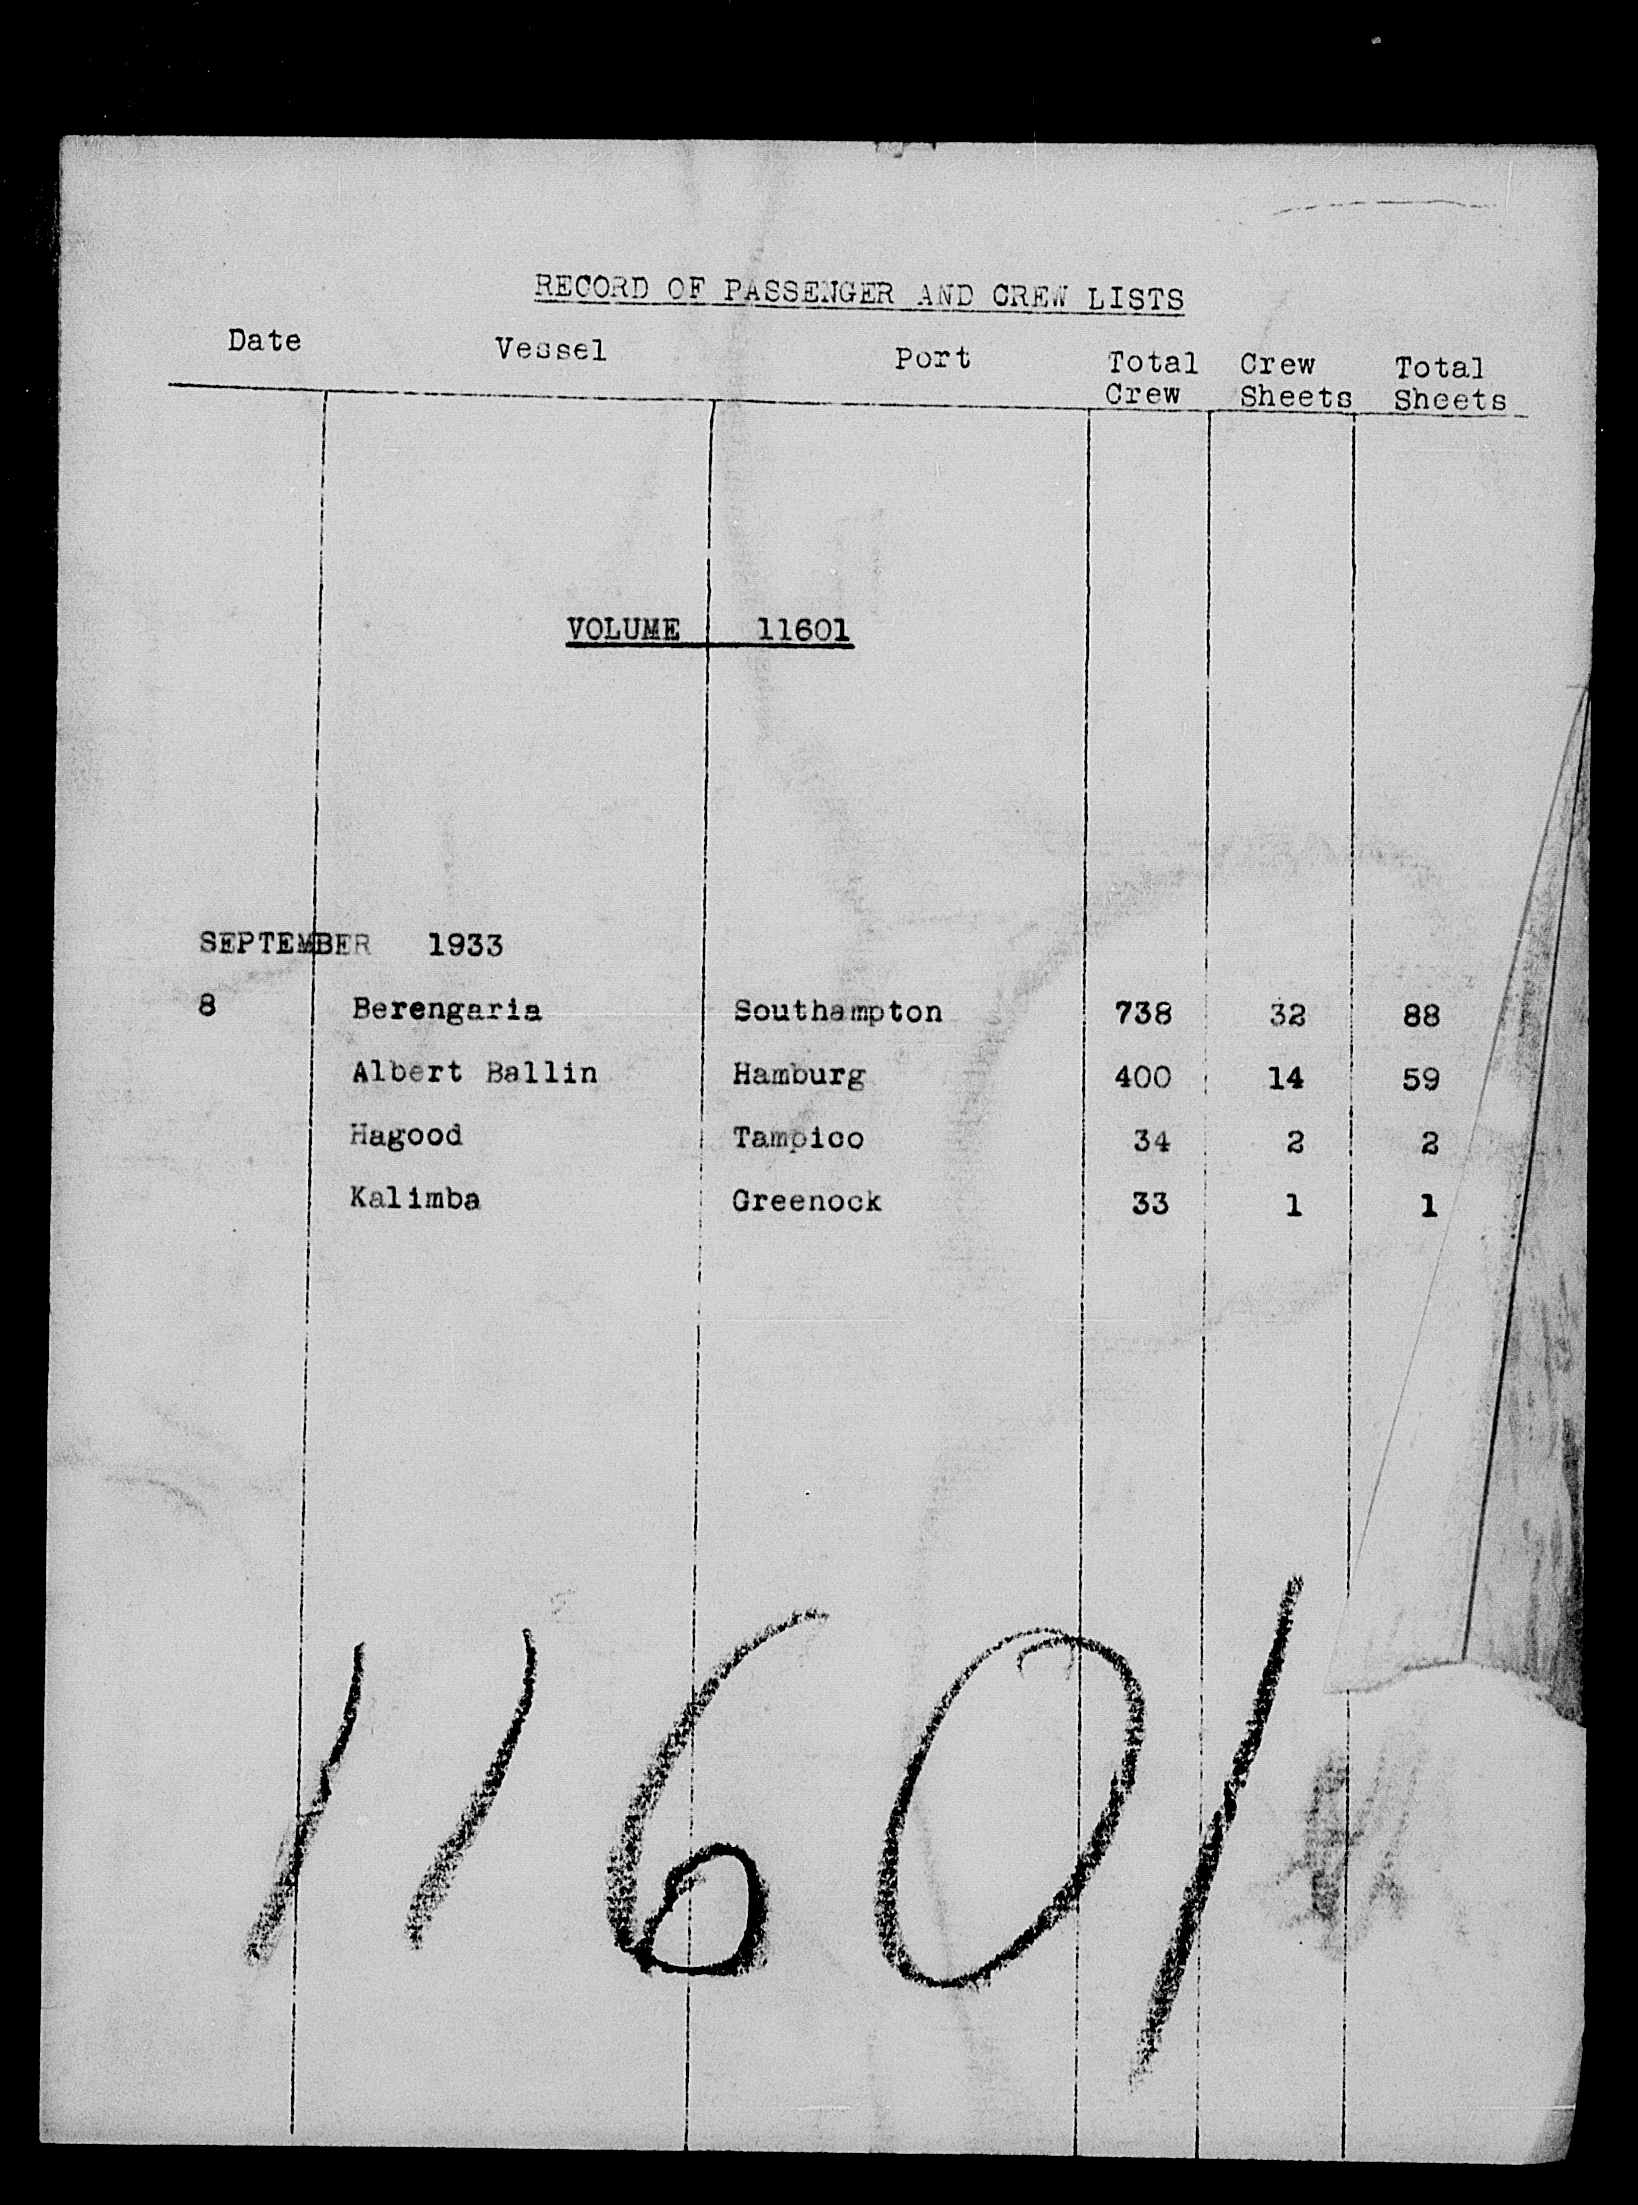 RECORD OF PASSENGER AND CREW LISTS
Date Vessel Port Total Crew Total
Crew Sheets Sheets
VOLUME 11601
SEPTEMBER 1933
8 Berengaria Southampton 738 32 88
Albert Ballin Hamburg 400 14 59
Hagood Tampico 34 2 2
Kalimba Greenock 33 1 1
11601